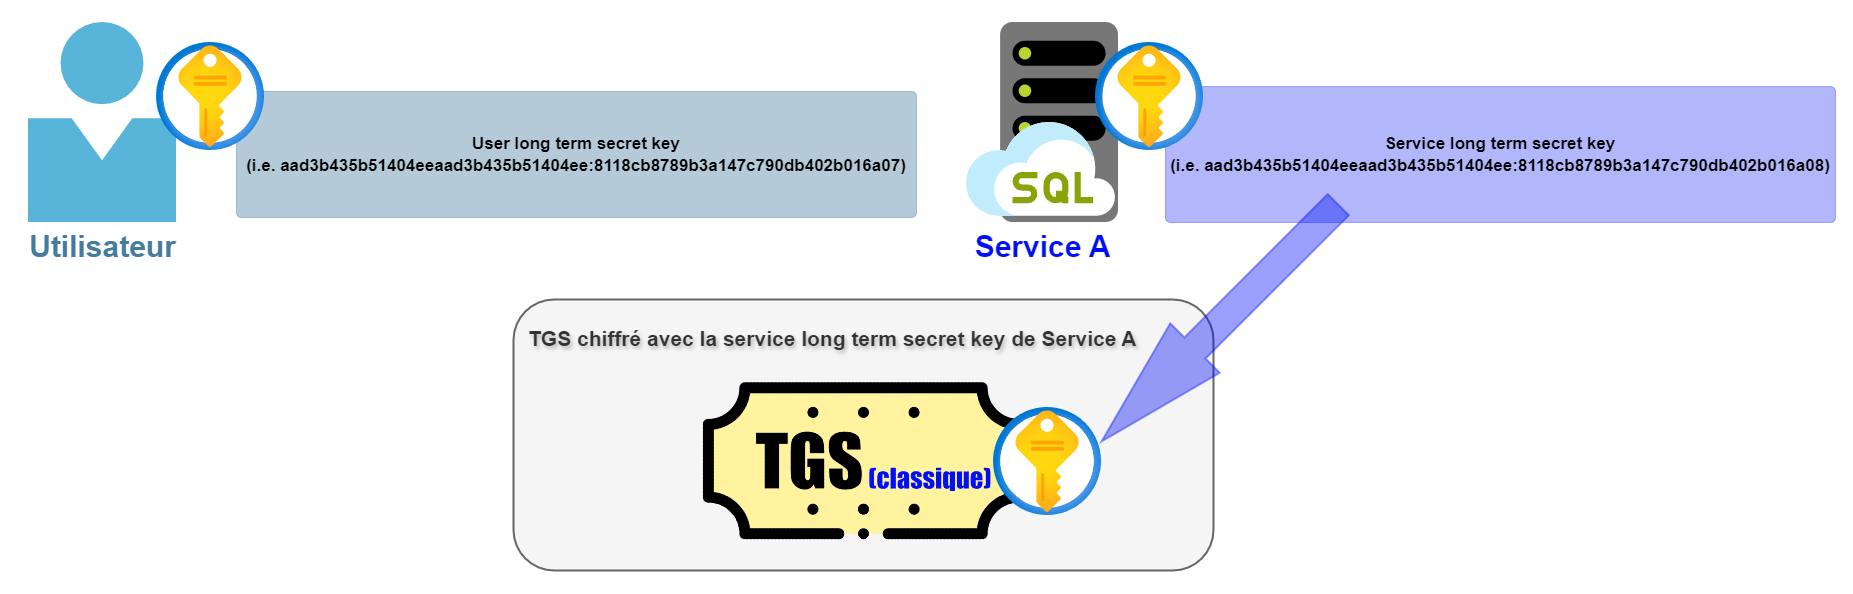 User long term secret key
(i.e. aad3b435b51404eeaad3b435b51404ee:8118cb8789b3a147c790db402b016a07)
Utilisateur
SQL
Service A
Service long term secret key
(i.e. aad3b435b51404eeaad3b435b51404ee:8118cb8789b3a147c790db402b016a08)
TGS chiffré avec la service long term secret key de Service A
TGS (classique)